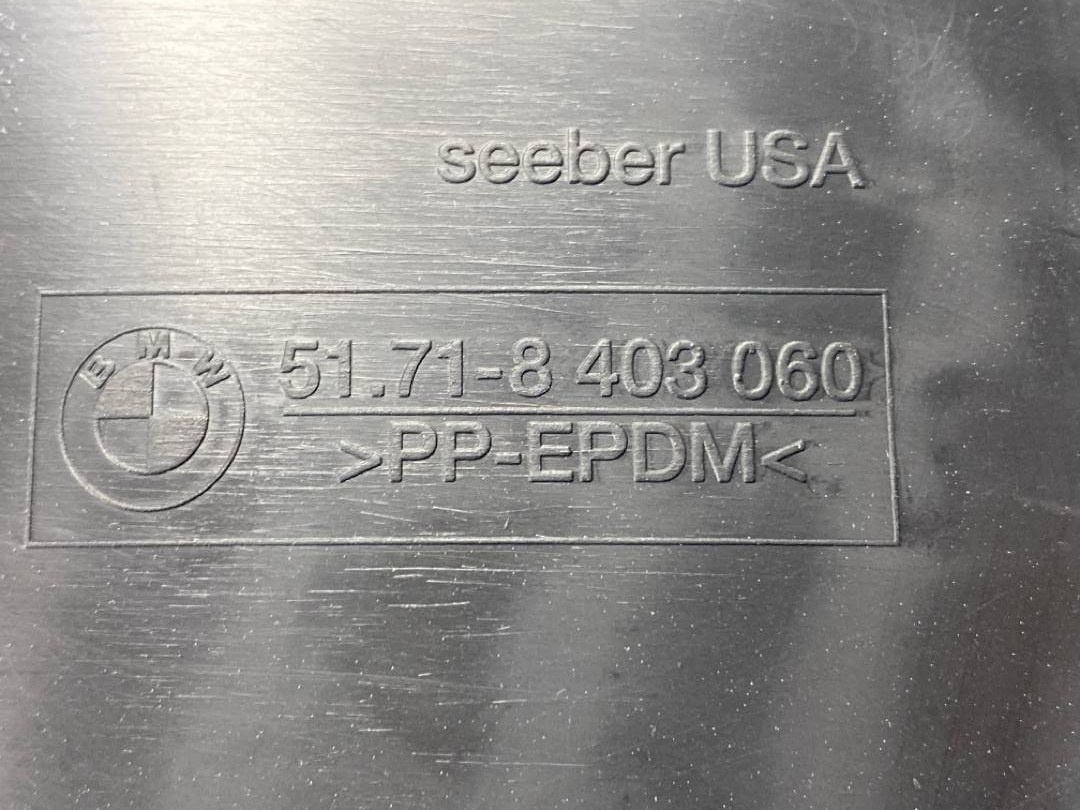 seeber USA
BMW
51.71-8 403 060
>PP-EPDM<